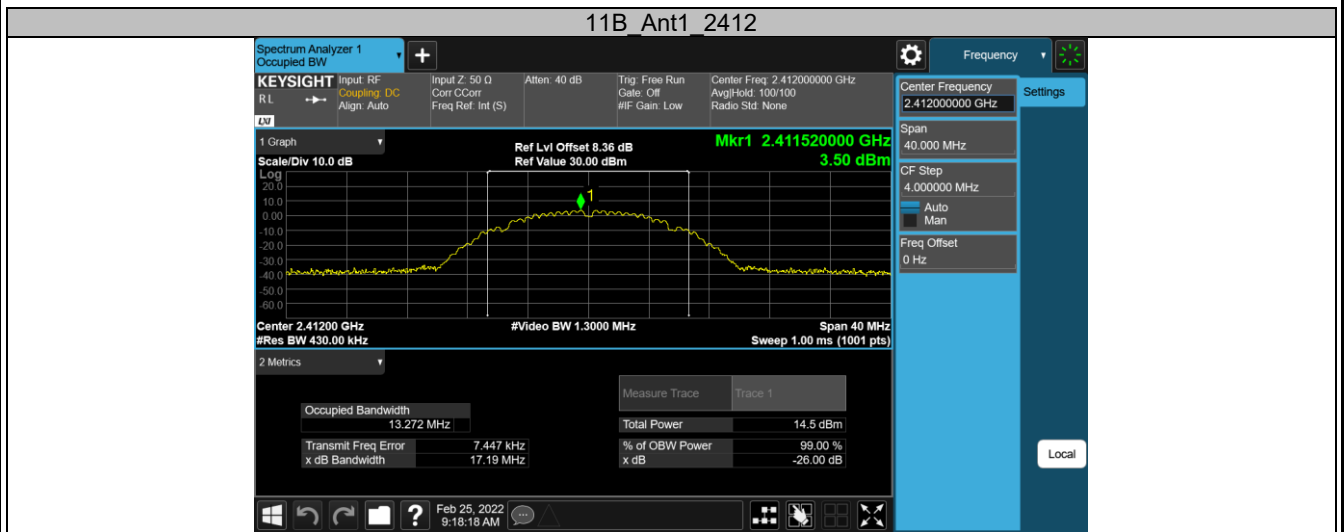 11B_Ant1_2412
Spectrum Analyzer 1
Occupied BW
Frequency
KEYSIGHT Input: RF Input Z: 50 Ω Atten: 40 dB Trig: Free Run Center Freq: 2.412000000 GHz
RL Coupling: DC Corr CCorr Gate: Off Avg|Hold: 100/100
Align: Auto Freq Ref: Int (S) #IF Gain: Low Radio Std: None
LXI
Center Frequency
2.412000000 GHz
Settings
Span
40.000 MHz
CF Step
4.000000 MHz
Auto
Man
Freq Offset
0 Hz
1 Graph Ref Lvl Offset 8.36 dB Mkr1 2.411520000 GHz
Scale/Div 10.0 dB Ref Value 30.00 dBm 3.50 dBm
Log
20.0
10.0
1
0.00
-10.0
-20.0
-30.0
-40.0
-50.0
-60.0
Center 2.41200 GHz #Video BW 1.3000 MHz Span 40 MHz
#Res BW 430.00 kHz Sweep 1.00 ms (1001 pts)
2 Metrics
Measure Trace Trace 1
Occupied Bandwidth
13.272 MHz Total Power 14.5 dBm
Transmit Freq Error 7.447 kHz % of OBW Power 99.00 %
x dB Bandwidth 17.19 MHz x dB -26.00 dB
Local
? Feb 25, 2022
9:18:18 AM